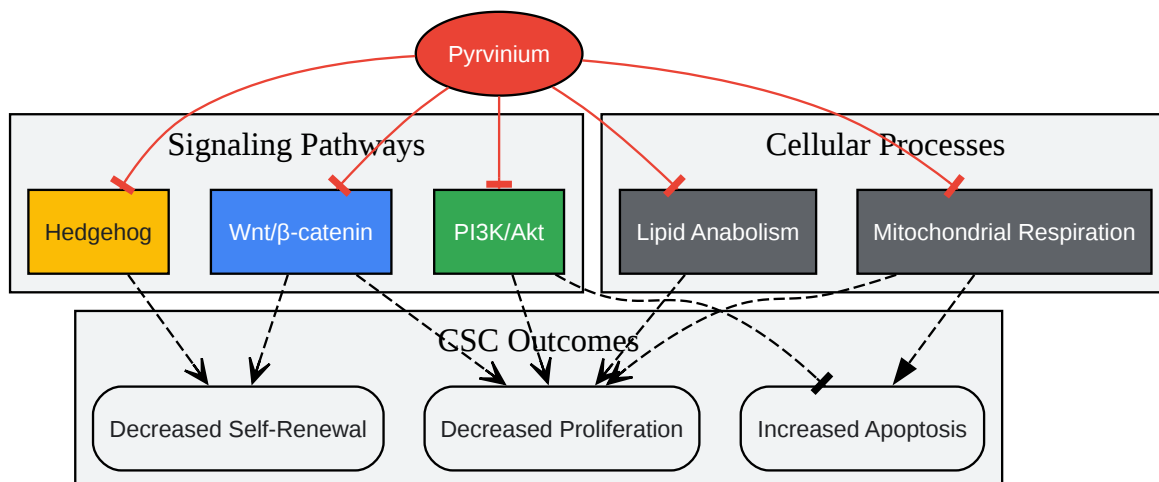 Pyrvinium
Signaling Pathways
Cellular Processes
Hedgehog
Wnt/β-catenin
PI3K/Akt
Lipid Anabolism
Mitochondrial Respiration
CSC Outcomes
Decreased Self-Renewal
Decreased Proliferation
Increased Apoptosis